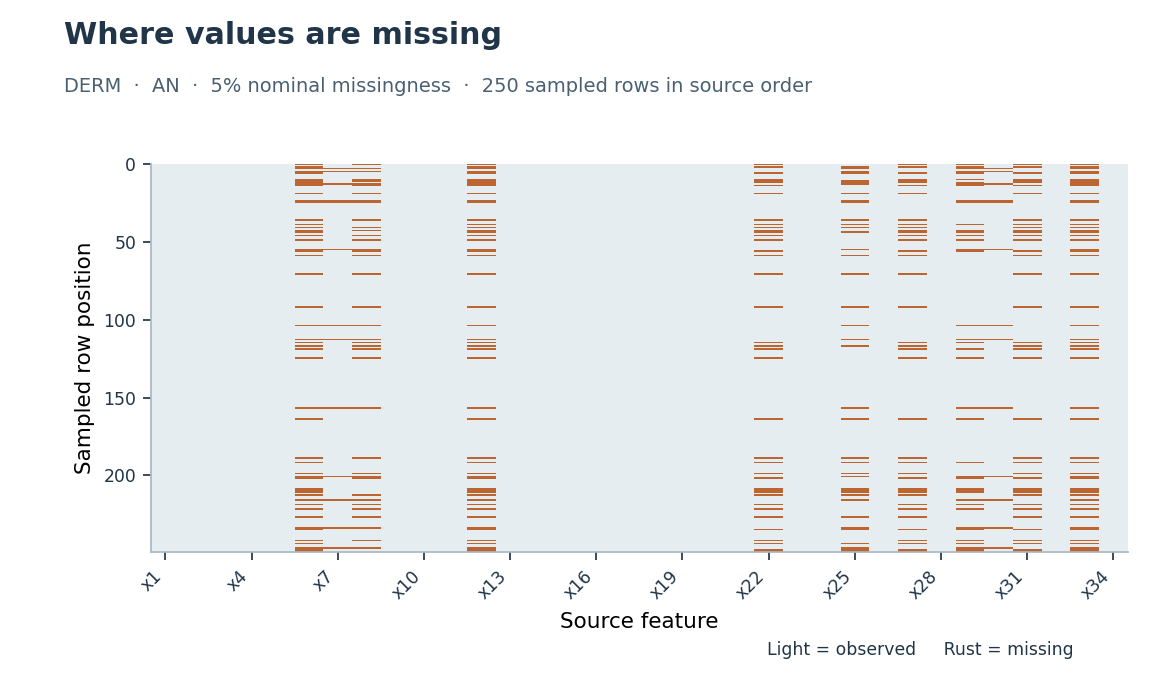 Where values are missing
DERM · AN · 5% nominal missingness · 250 sampled rows in source order
0
50
100
150
200
Sampled row position
x1 x4 x7 x10 x13 x16 x19 x22 x25 x28 x31 x34
Source feature
Light = observed Rust = missing